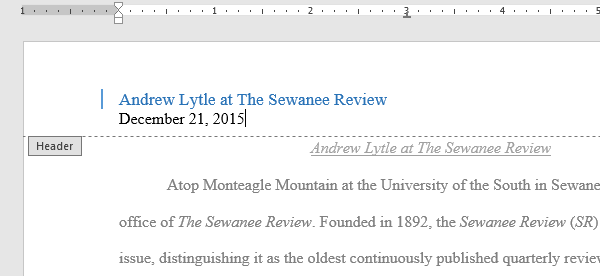 1 1 2 3 4 5
Andrew Lytle at The Sewanee Review
December 21, 2015
Header
Andrew Lytle at The Sewanee Review
Atop Monteagle Mountain at the University of the South in Sewane
office of The Sewanee Review. Founded in 1892, the Sewanee Review (SR)
issue, distinguishing it as the oldest continuously published quarterly review